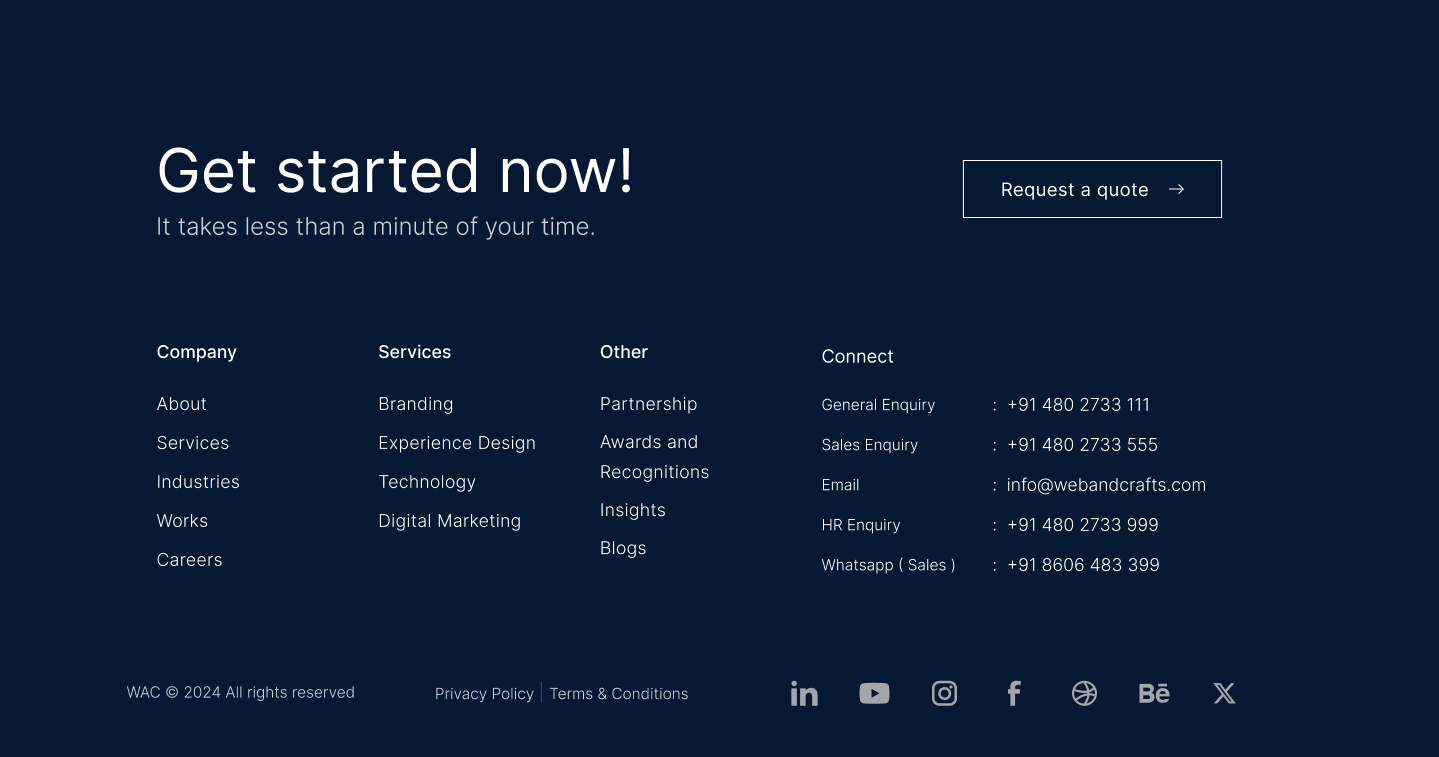 Get started now!
It takes less than a minute of your time.
Request a quote
Company
About
Services
Industries
Works
Careers
Services
Branding
Experience Design
Technology
Digital Marketing
Other
Partnership
Awards and
Recognitions
Insights
Blogs
Connect
General Enquiry : +91 480 2733 111
Sales Enquiry : +91 480 2733 555
Email : info@webandcrafts.com
HR Enquiry : +91 480 2733 999
Whatsapp ( Sales ) : +91 8606 483 399
WAC © 2024 All rights reserved
Privacy Policy
Terms & Conditions